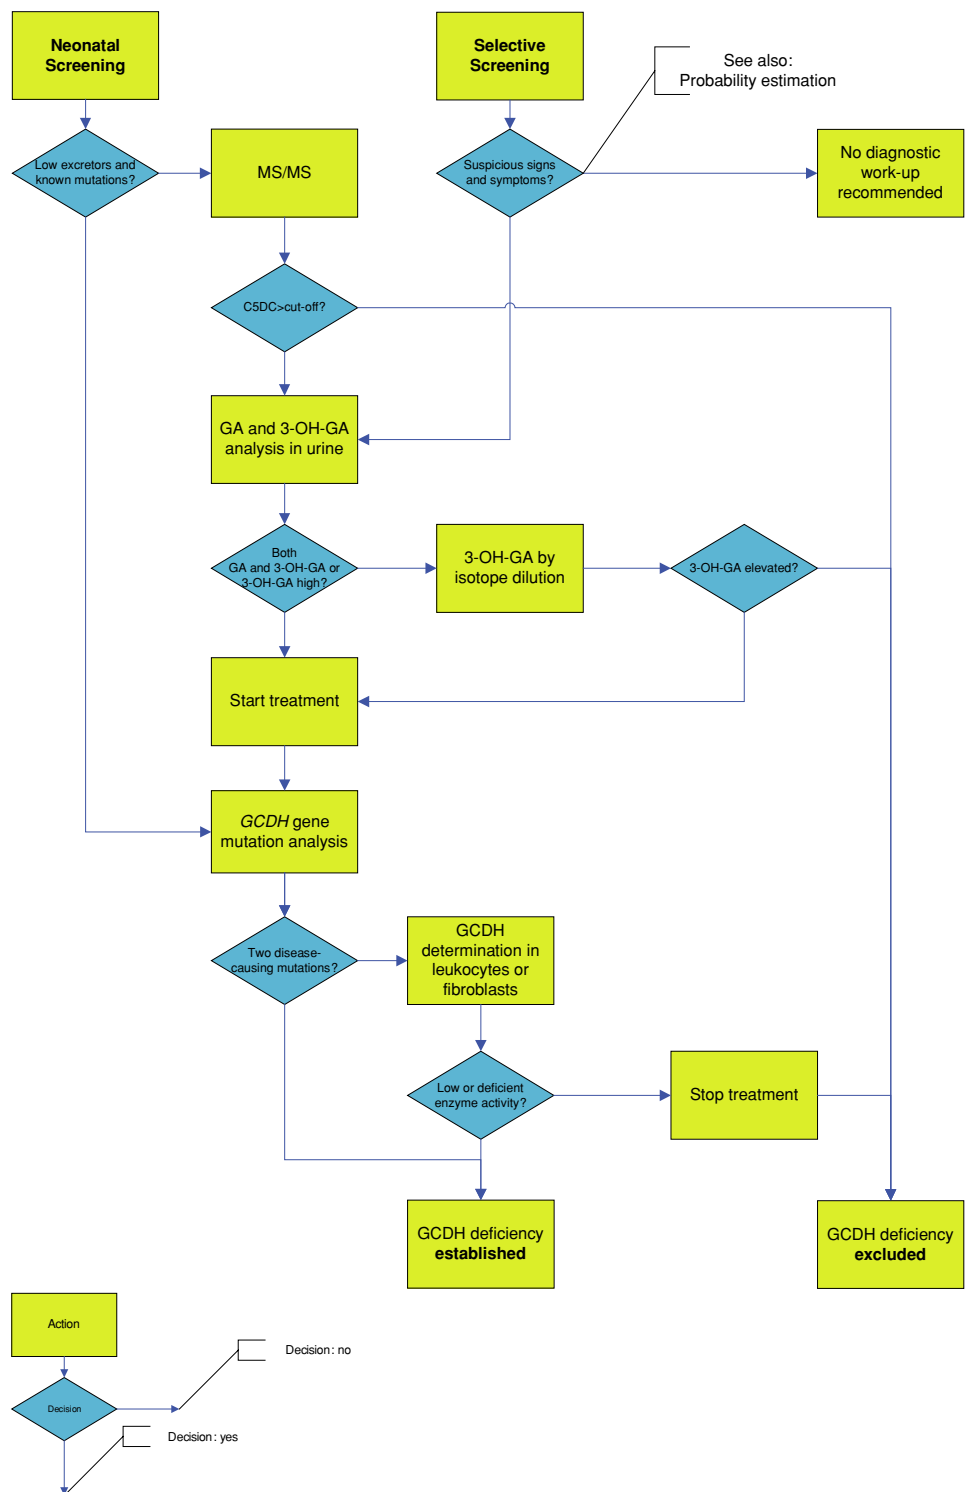 Neonatal
Screening
Selective
Screening
See also:
Probability estimation
Low excretors and
known mutations?
MS/MS
Suspicious signs
and symptoms?
No diagnostic
work-up
recommended
C5DC>cut-off?
GA and 3-OH-GA
analysis in urine
Both
GA and 3-OH-GA or
3-OH-GA high?
3-OH-GA by
isotope dilution
3-OH-GA elevated?
Start treatment
GCDH gene
mutation analysis
Two disease-
causing mutations?
GCDH
determination in
leukocytes or
fibroblasts
Low or deficient
enzyme activity?
Stop treatment
GCDH deficiency
established
GCDH deficiency
excluded
Action
Decision: no
Decision
Decision: yes